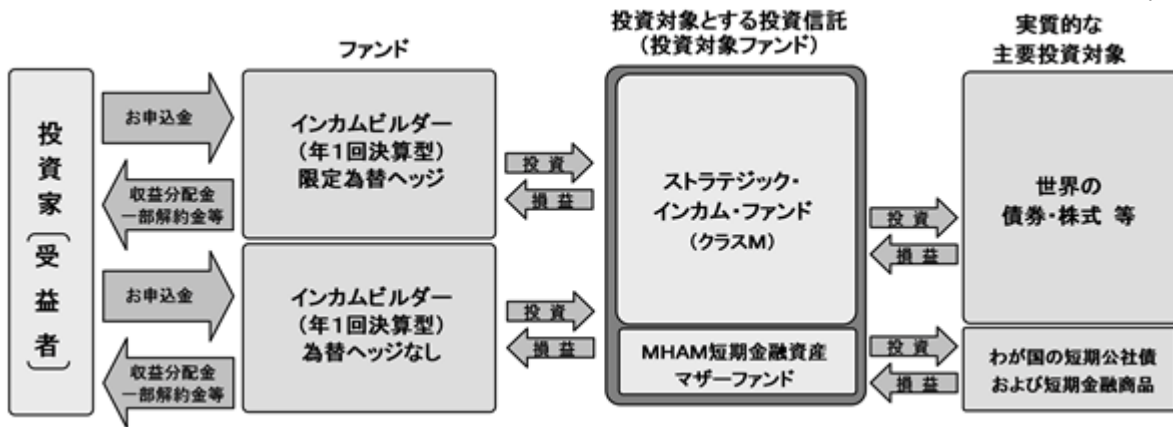 投資家〔受益者〕
お申込金
収益分配金
一部解約金等
お申込金
収益分配金
一部解約金等
ファンド
インカムビルダー
(年1回決算型)
限定為替ヘッジ
インカムビルダー
(年1回決算型)
為替ヘッジなし
投資
損益
投資
損益
投資対象とする投資信託
(投資対象ファンド)
ストラテジック・
インカム・ファンド
(クラスM)
MHAM短期金融資産
マザーファンド
投資
損益
投資
損益
実質的な
主要投資対象
世界の
債券・株式 等
わが国の短期公社債
および短期金融商品